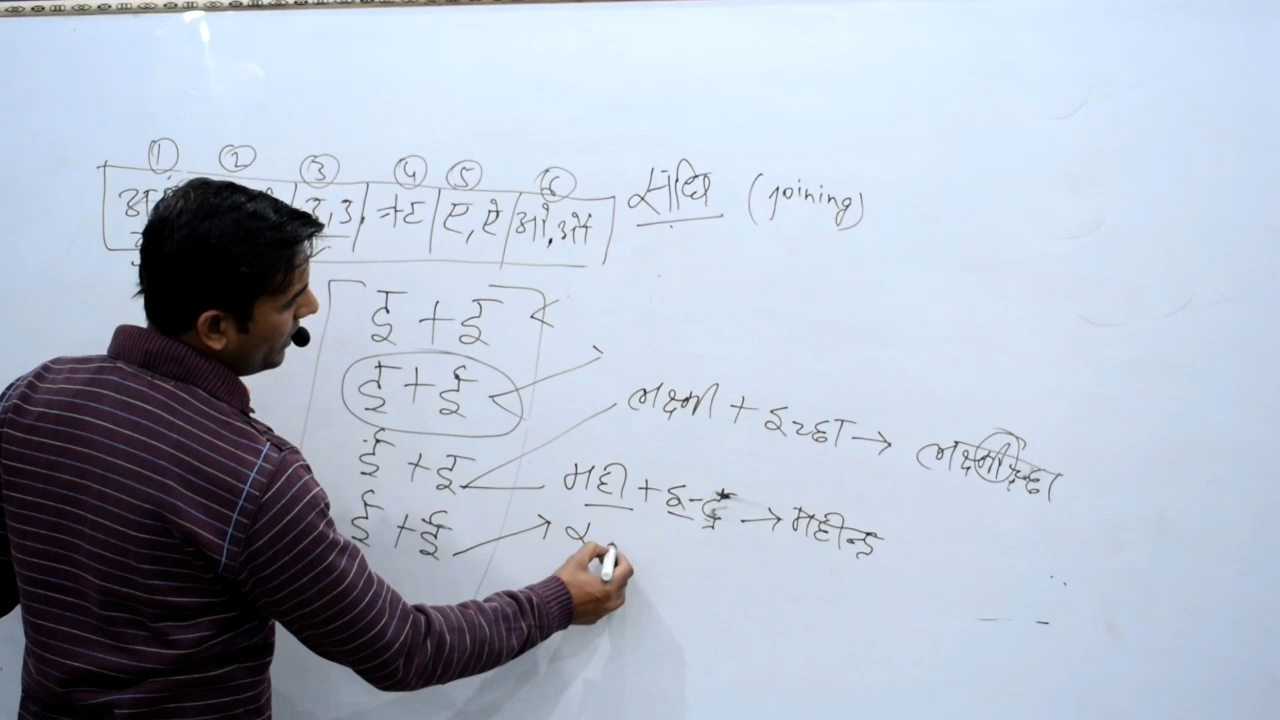 ① ② ③ ④ ⑤ ⑥
ए, ऐ ओ, औ संधि (joining)
इ + इ
इ + ई
ई + इ लक्ष्मी + इच्छा → लक्ष्मीच्छा
मही + इन्द्र → महीन्द्र
ई + ई →